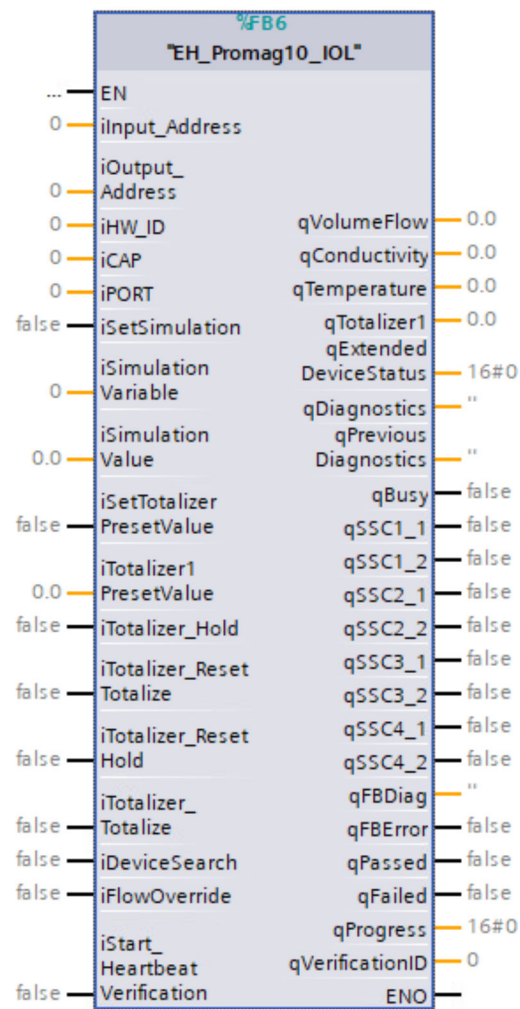 %FB6
"EH_Promag10_IOL"
... EN
0 iInput_Address
iOutput_
0 Address
0 iHW_ID qVolumeFlow 0.0
0 iCAP qConductivity 0.0
0 iPORT qTemperature 0.0
false iSetSimulation qTotalizer1 0.0
qExtended
iSimulation DeviceStatus 16#0
0 Variable qDiagnostics ''
iSimulation qPrevious
0.0 Value Diagnostics ''
iSetTotalizer qBusy false
false PresetValue qSSC1_1 false
iTotalizer1 qSSC1_2 false
0.0 PresetValue qSSC2_1 false
false iTotalizer_Hold qSSC2_2 false
iTotalizer_Reset qSSC3_1 false
false Totalize qSSC3_2 false
iTotalizer_Reset qSSC4_1 false
false Hold qSSC4_2 false
iTotalizer_ qFBDiag ''
false Totalize qFBError false
false iDeviceSearch qPassed false
false iFlowOverride qFailed false
iStart_ qProgress 16#0
Heartbeat qVerificationID 0
false Verification ENO